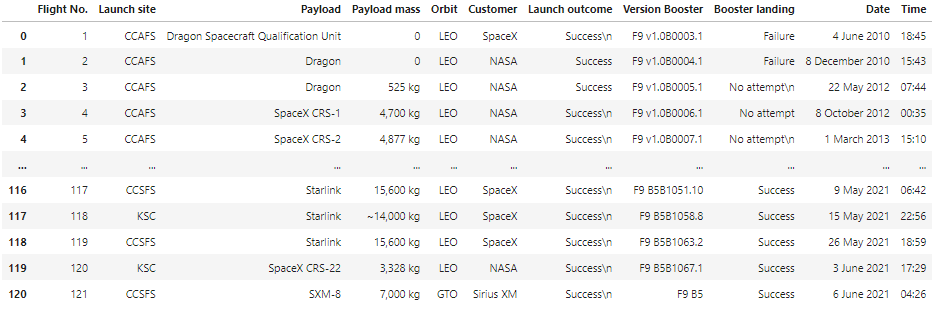 Flight No. Launch site Payload Payload mass Orbit Customer Launch outcome Version Booster Booster landing Date Time
0 1 CCAFS Dragon Spacecraft Qualification Unit 0 LEO SpaceX Success\n F9 v1.0B0003.1 Failure 4 June 2010 18:45
1 2 CCAFS Dragon 0 LEO NASA Success F9 v1.0B0004.1 Failure 8 December 2010 15:43
2 3 CCAFS Dragon 525 kg LEO NASA Success F9 v1.0B0005.1 No attempt\n 22 May 2012 07:44
3 4 CCAFS SpaceX CRS-1 4,700 kg LEO NASA Success\n F9 v1.0B0006.1 No attempt 8 October 2012 00:35
4 5 CCAFS SpaceX CRS-2 4,877 kg LEO NASA Success\n F9 v1.0B0007.1 No attempt\n 1 March 2013 15:10
... ... ... ... ... ... ... ... ... ... ... ...
116 117 CCSFS Starlink 15,600 kg LEO SpaceX Success\n F9 B5B1051.10 Success 9 May 2021 06:42
117 118 KSC Starlink ~14,000 kg LEO SpaceX Success\n F9 B5B1058.8 Success 15 May 2021 22:56
118 119 CCSFS Starlink 15,600 kg LEO SpaceX Success\n F9 B5B1063.2 Success 26 May 2021 18:59
119 120 KSC SpaceX CRS-22 3,328 kg LEO NASA Success\n F9 B5B1067.1 Success 3 June 2021 17:29
120 121 CCSFS SXM-8 7,000 kg GTO Sirius XM Success\n F9 B5 Success 6 June 2021 04:26